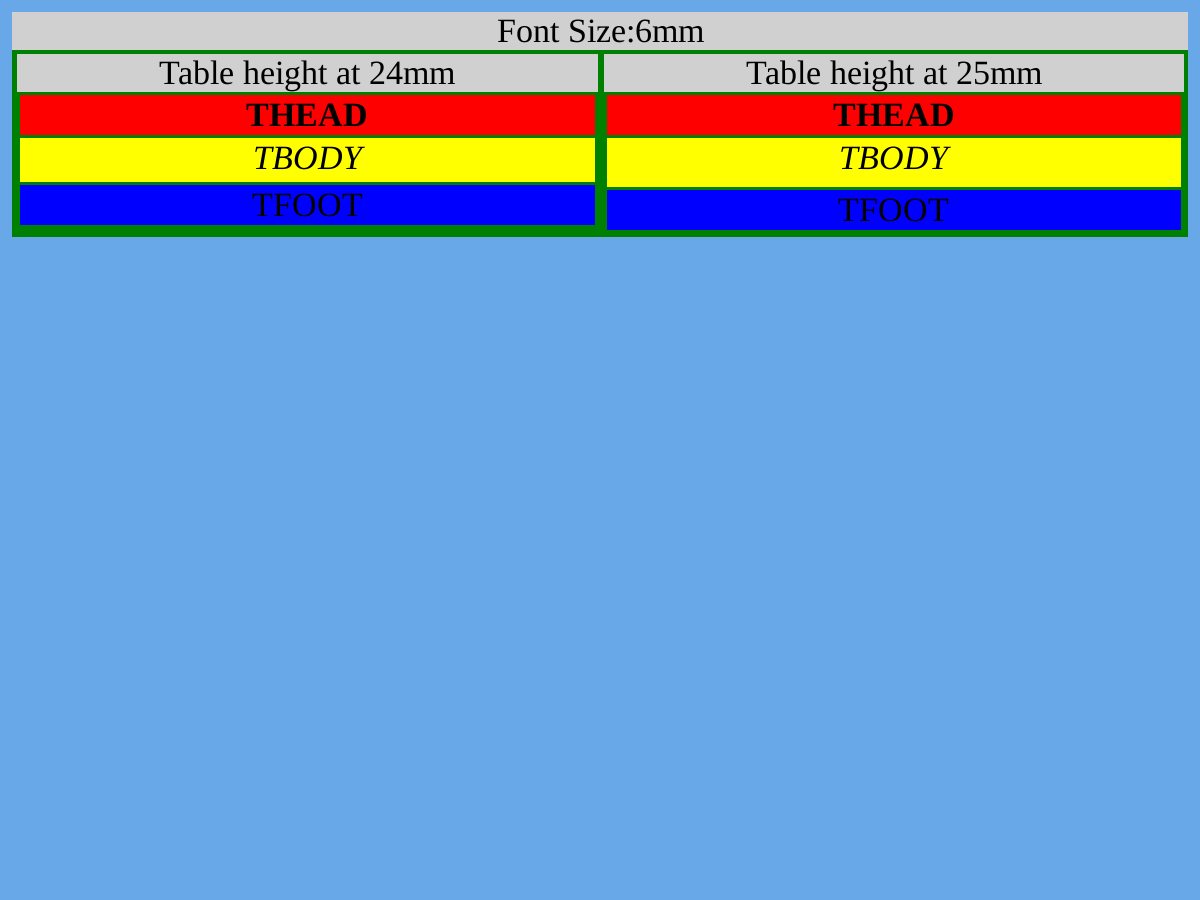 Font Size:6mm
Table height at 24mm Table height at 25mm
THEAD THEAD
TBODY TBODY
TFOOT TFOOT